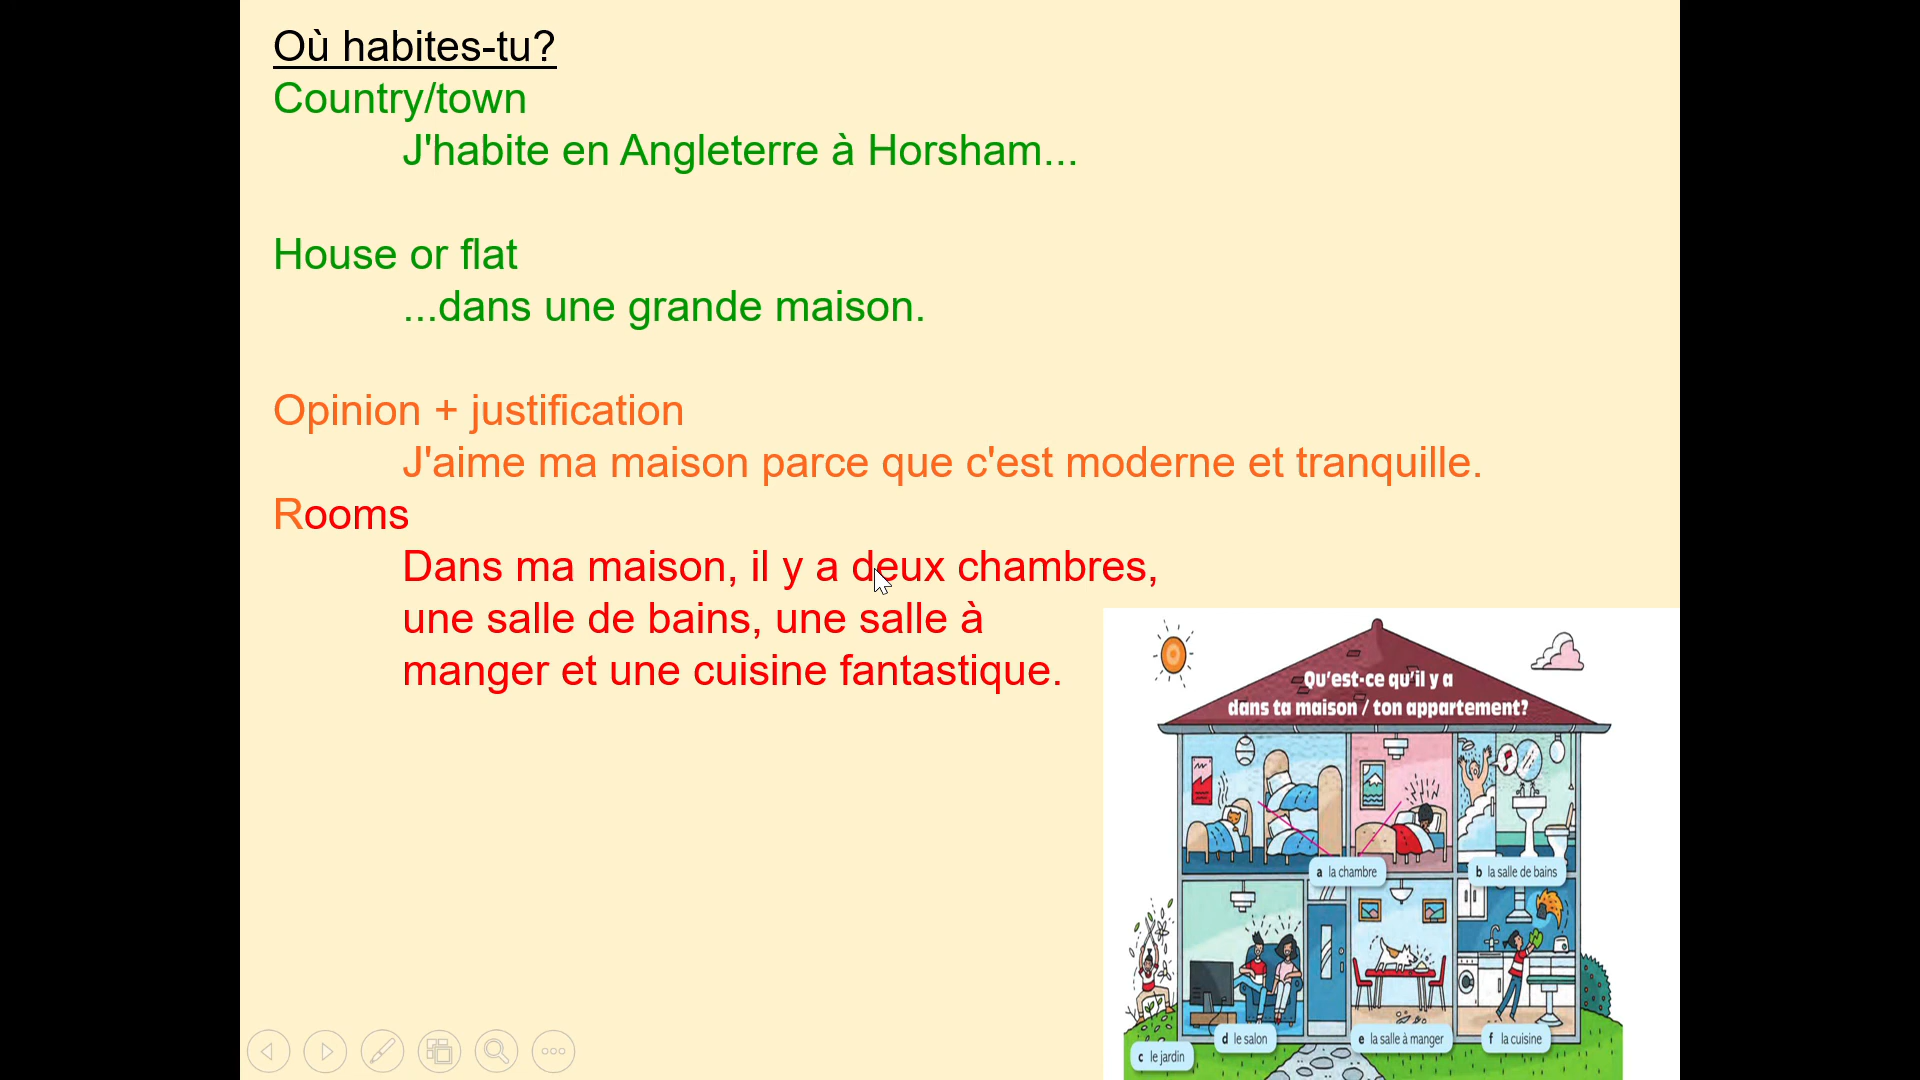 Où habites-tu?
Country/town
J'habite en Angleterre à Horsham...
House or flat
...dans une grande maison.
Opinion + justification
J'aime ma maison parce que c'est moderne et tranquille.
Rooms
Dans ma maison, il y a deux chambres,
une salle de bains, une salle à
manger et une cuisine fantastique.
Qu'est-ce qu'il y a
dans ta maison / ton appartement?
a la chambre
b la salle de bains
d le salon
e la salle à manger
f la cuisine
c le jardin